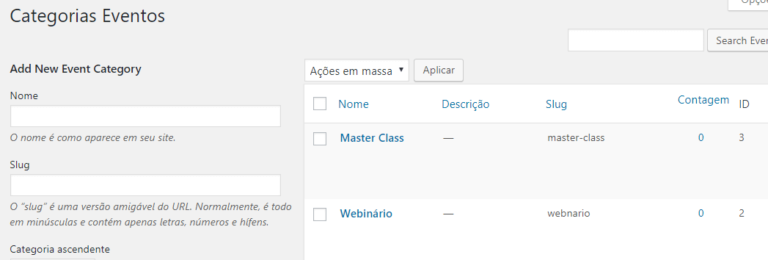 Categorias Eventos
Search Even
Add New Event Category
Ações em massa
Aplicar
Nome
O nome é como aparece em seu site.
Slug
O "slug" é uma versão amigável do URL. Normalmente, é todo
em minúsculas e contém apenas letras, números e hífens.
Categoria ascendente
Nome Descrição Slug Contagem ID
Master Class — master-class 0 3
Webinário — webnario 0 2